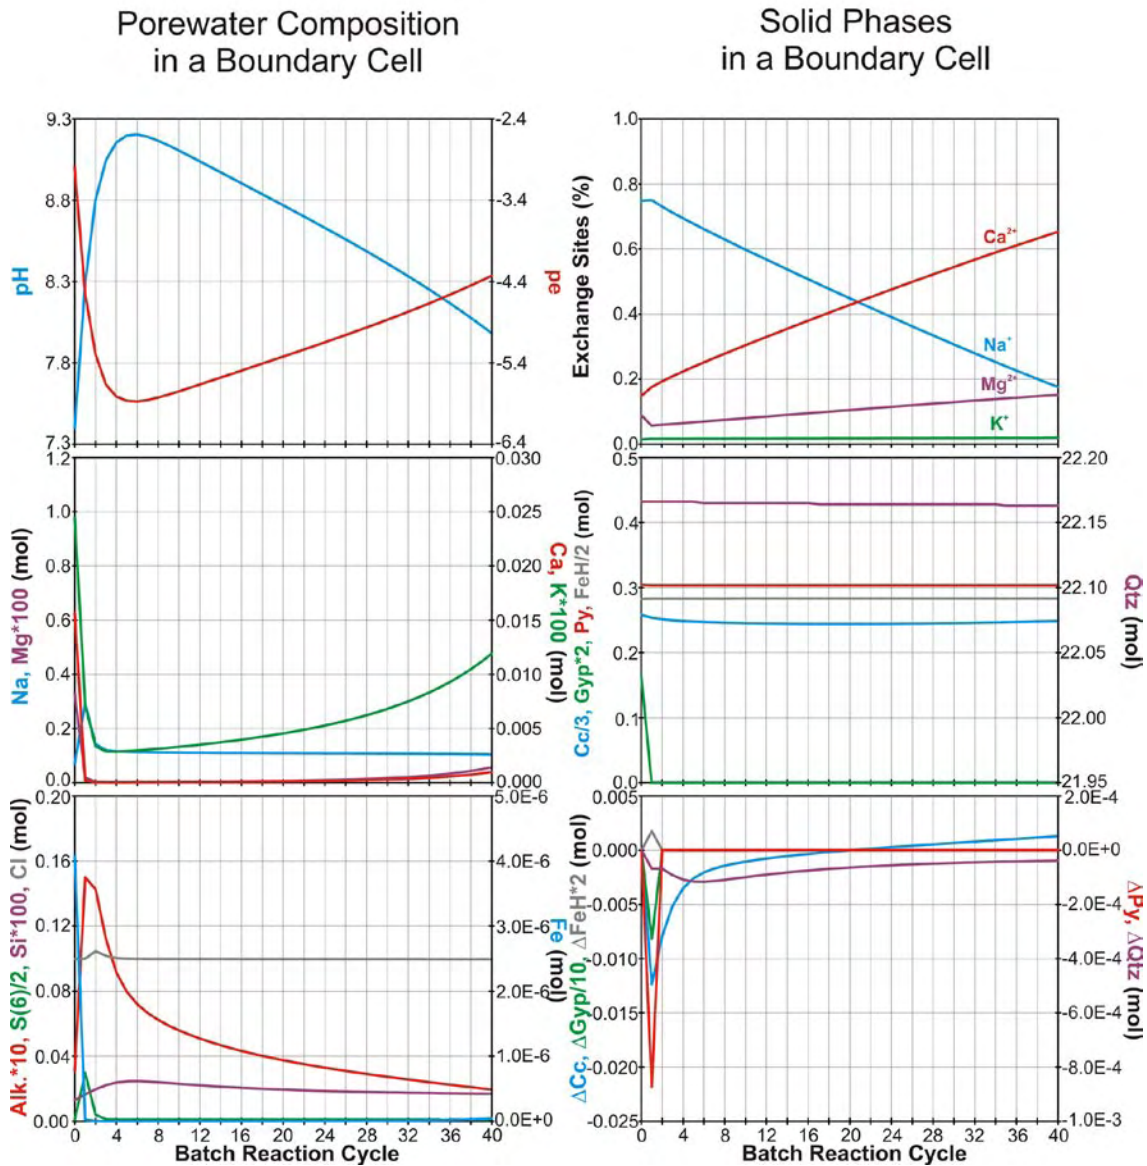 Porewater Composition
in a Boundary Cell
Solid Phases
in a Boundary Cell
pH
9.3
8.8
8.3
7.8
7.3
pe
-2.4
-3.4
-4.4
-5.4
-6.4
Exchange Sites (%)
1.0
0.8
0.6
0.4
0.2
0.0
Ca²⁺
Na⁺
Mg²⁺
K⁺
Na, Mg*100 (mol)
1.2
1.0
0.8
0.6
0.4
0.2
0.0
Ca, K*100 (mol)
0.030
0.025
0.020
0.015
0.010
0.005
0.000
Cc/3, Gyp*2, Py, FeH/2 (mol)
0.5
0.4
0.3
0.2
0.1
0.0
Qtz (mol)
22.20
22.15
22.10
22.05
22.00
21.95
Alk.*10, S(6)/2, Si*100, Cl (mol)
0.20
0.16
0.12
0.08
0.04
0.00
Fe (mol)
5.0E-6
4.0E-6
3.0E-6
2.0E-6
1.0E-6
0.0E+0
0 4 8 12 16 20 24 28 32 36 40
Batch Reaction Cycle
ΔCc, ΔGyp/10, ΔFeH*2 (mol)
0.005
0.000
-0.005
-0.010
-0.015
-0.020
-0.025
ΔPy, ΔQtz (mol)
2.0E-4
0.0E+0
-2.0E-4
-4.0E-4
-6.0E-4
-8.0E-4
-1.0E-3
0 4 8 12 16 20 24 28 32 36 40
Batch Reaction Cycle